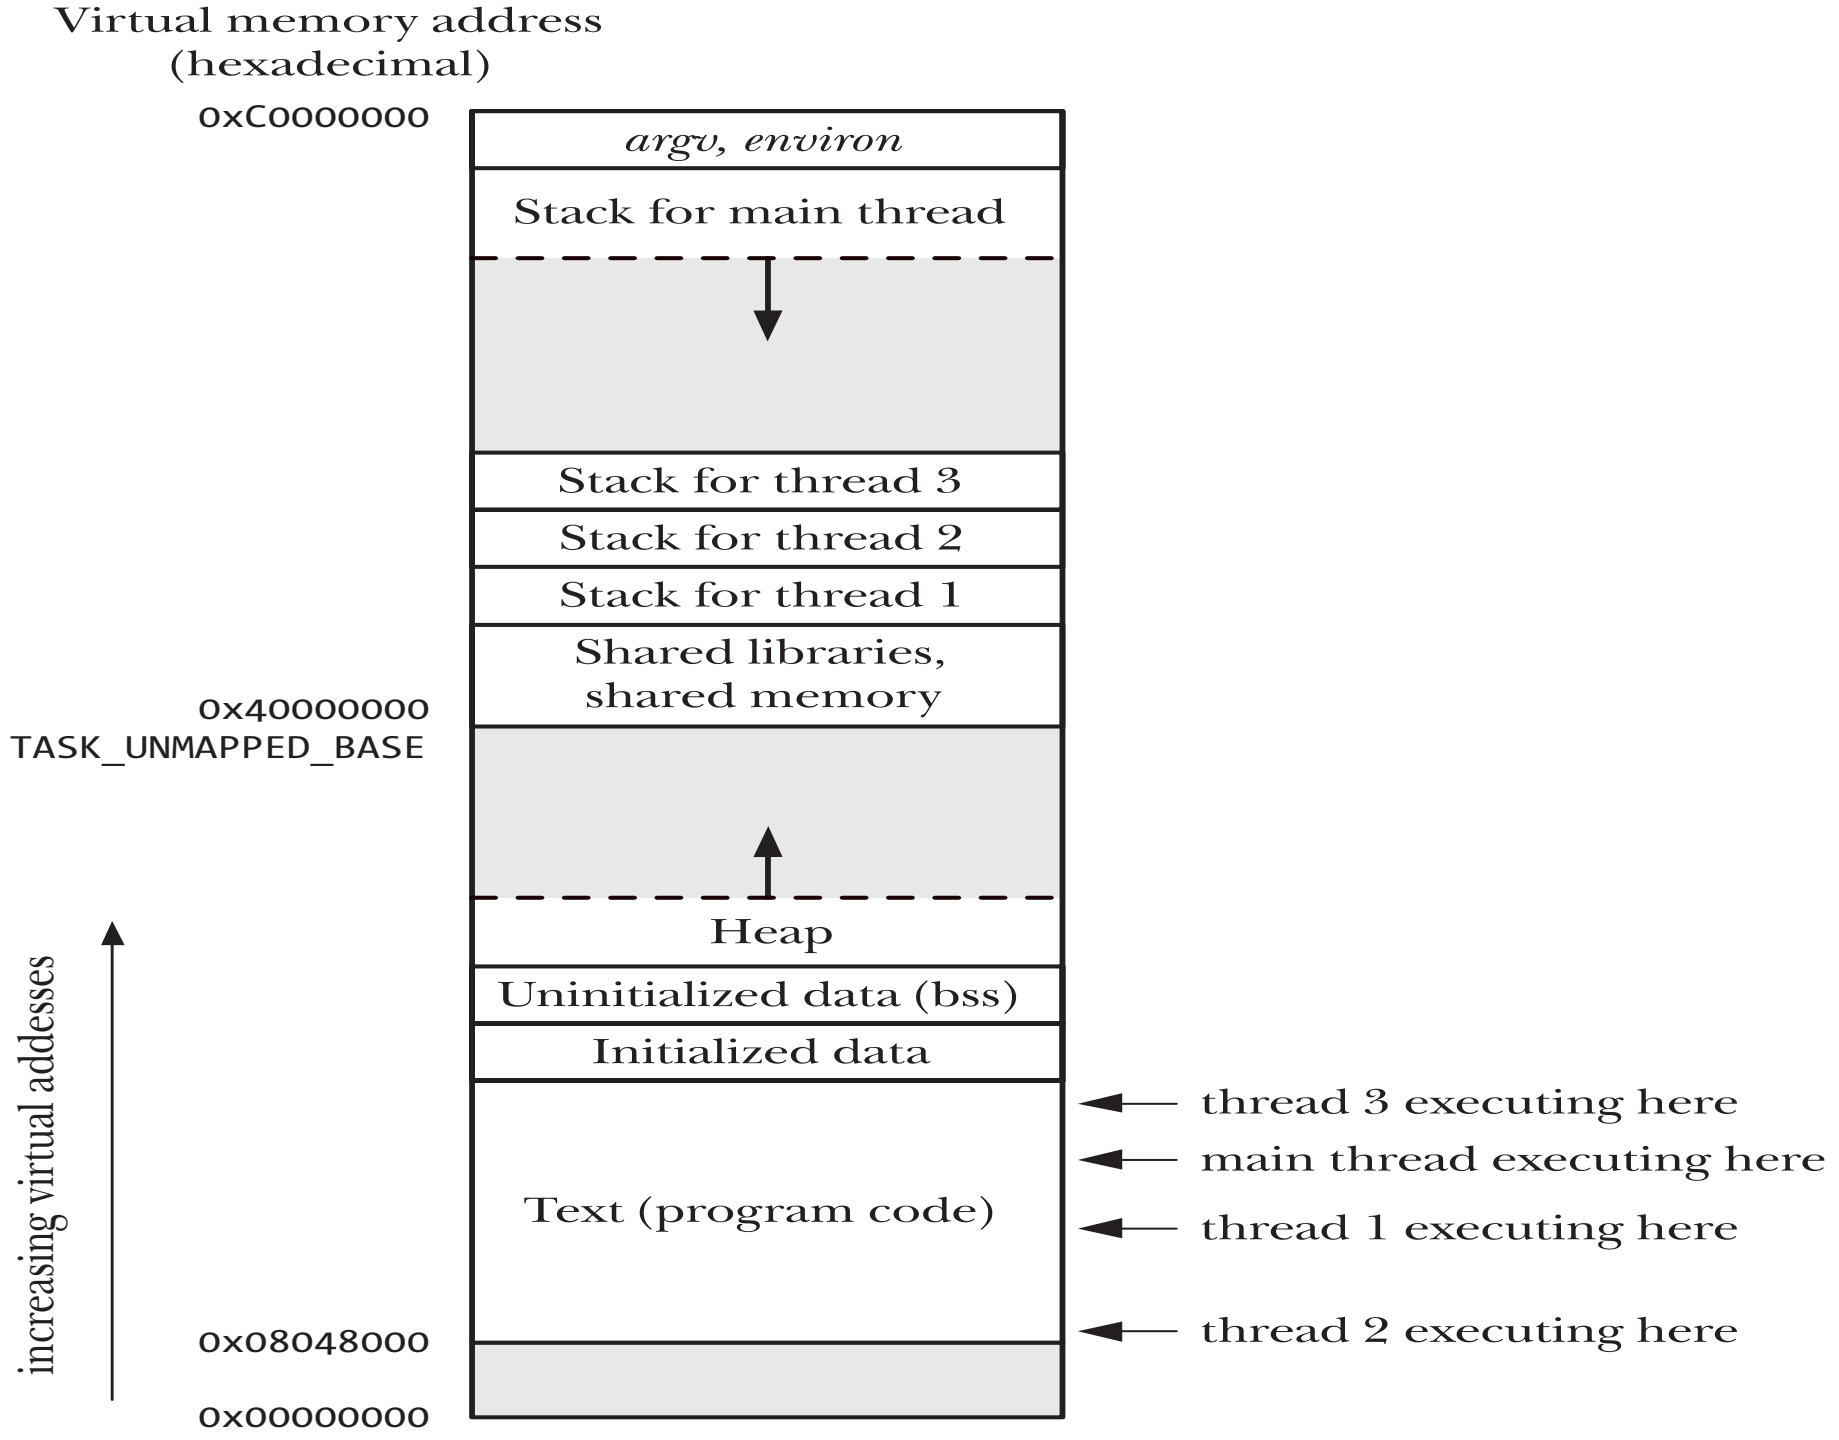 Virtual memory address
(hexadecimal)
0xC0000000
argv, environ
Stack for main thread
Stack for thread 3
Stack for thread 2
Stack for thread 1
Shared libraries,
shared memory
0x40000000
TASK_UNMAPPED_BASE
Heap
Uninitialized data (bss)
Initialized data
thread 3 executing here
main thread executing here
Text (program code)
thread 1 executing here
thread 2 executing here
0x08048000
0x00000000
increasing virtual addesses